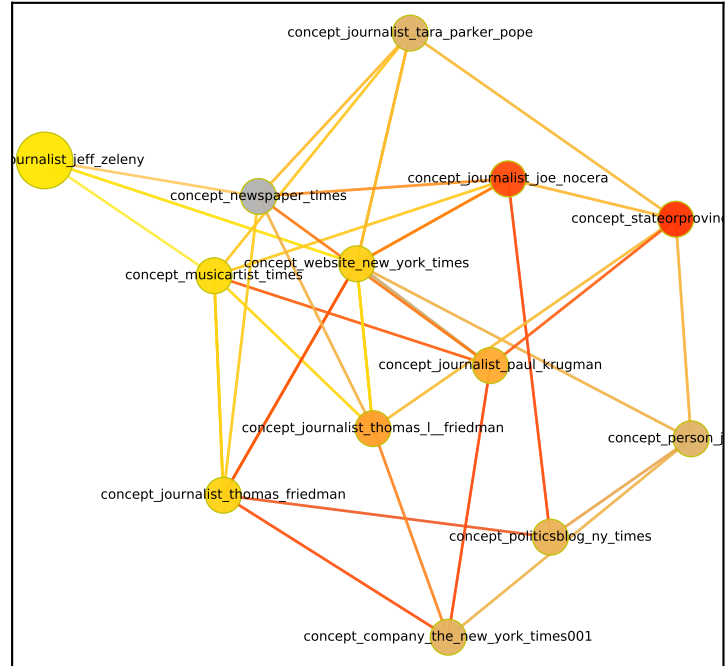 concept_journalist_tara_parker_pope
ournalist_jeff_zeleny
concept_journalist_joe_nocera
concept_newspaper_times
concept_stateorprovinc
concept_website_new_york_times
concept_musicartist_times
concept_journalist_paul_krugman
concept_journalist_thomas_l__friedman
concept_person_j
concept_journalist_thomas_friedman
concept_politicsblog_ny_times
concept_company_the_new_york_times001